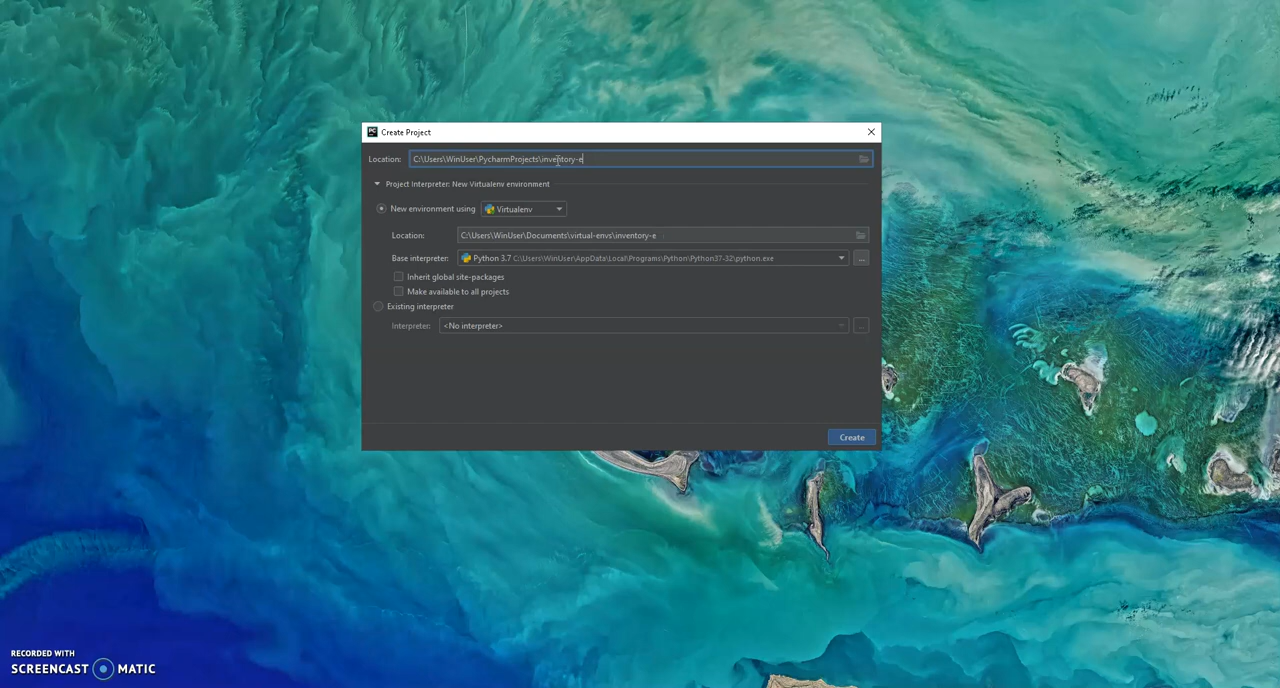 PC Create Project
Location: C:\Users\WinUser\PycharmProjects\inventory-e
Project Interpreter: New Virtualenv environment
New environment using Virtualenv
Location: C:\Users\WinUser\Documents\virtual-envs\inventory-e
Base interpreter: Python 3.7 C:\Users\WinUser\AppData\Local\Programs\Python\Python37-32\python.exe ...
Inherit global site-packages
Make available to all projects
Existing interpreter
Interpreter: <No interpreter> ...
Create
RECORDED WITH
SCREENCAST MATIC